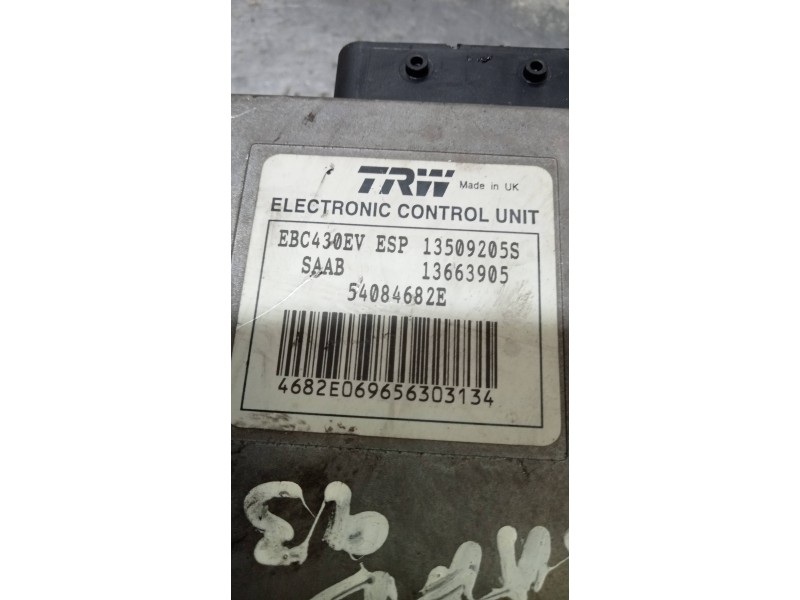 TRW Made in UK
ELECTRONIC CONTROL UNIT
EBC430EV ESP 13509205S
SAAB 13663905
54084682E
4682E069656303134